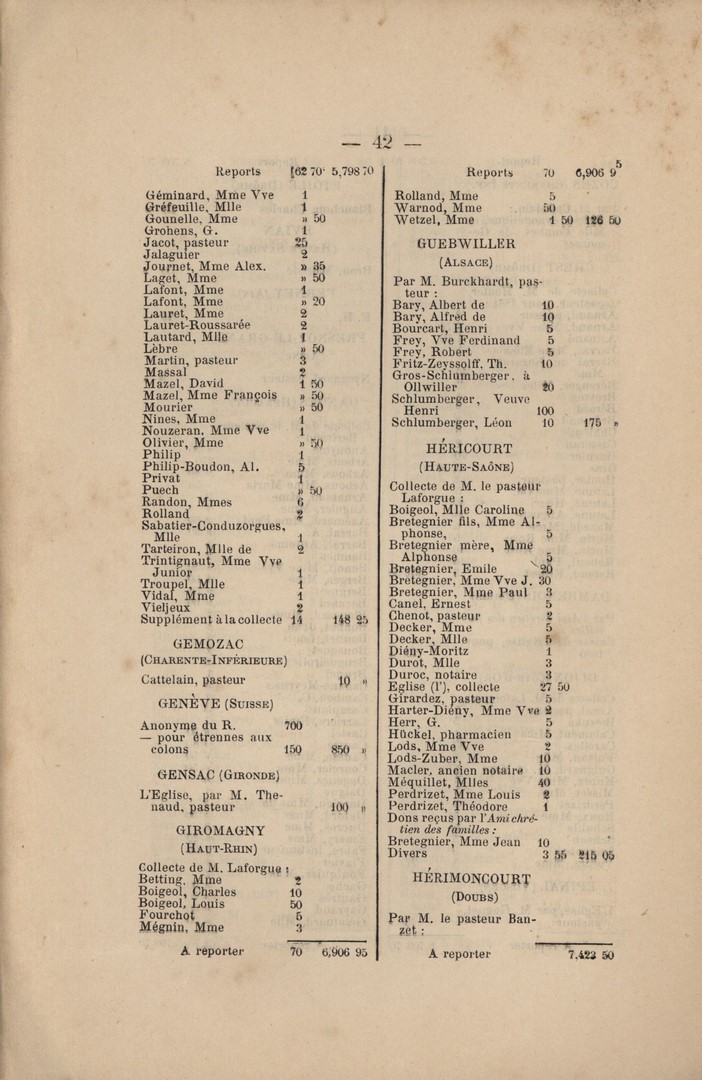 — 42 —
Reports [62 70 5,798 70
Géminard, Mme Vve 1
Gréfeuille, Mlle 1
Gounelle, Mme » 50
Grohens, G. 1
Jacot, pasteur 25
Jalaguier 2
Journet, Mme Alex. » 35
Laget, Mme » 50
Lafont, Mme 1
Lafont, Mme » 20
Lauret, Mme 2
Lauret-Roussarée 2
Lautard, Mlle 1
Lèbre » 50
Martin, pasteur 3
Massal 2
Mazel, David 1 50
Mazel, Mme François » 50
Mourier » 50
Nines, Mme 1
Nouzeran, Mme Vve 1
Olivier, Mme » 50
Philip 1
Philip-Boudon, Al. 5
Privat 1
Puech » 50
Randon, Mmes 6
Rolland 2
Sabatier-Conduzorgues,
Mlle 1
Tarteiron, Mlle de 2
Trintignaut, Mme Vve
Junior 1
Troupel, Mlle 1
Vidal, Mme 1
Vieljeux 2
Supplément à la collecte 14 148 25
GEMOZAC
(CHARENTE-INFÉRIEURE)
Cattelain, pasteur 10 »
GENÈVE (SUISSE)
Anonyme du R. 700
— pour étrennes aux
colons 150 850 »
GENSAC (GIRONDE)
L'Eglise, par M. The-
naud, pasteur 100 »
GIROMAGNY
(HAUT-RHIN)
Collecte de M. Laforgue :
Betting, Mme 2
Boigeol, Charles 10
Boigeol, Louis 50
Fourchot 5
Mégnin, Mme 3
A reporter 70 6,906 95
Reports 70 6,906 95
Rolland, Mme 5
Warnod, Mme 50
Wetzel, Mme 1 50 126 50
GUEBWILLER
(ALSACE)
Par M. Burckhardt, pas-
teur :
Bary, Albert de 10
Bary, Alfred de 10
Bourcart, Henri 5
Frey, Vve Ferdinand 5
Frey, Robert 5
Fritz-Zeyssolff, Th. 10
Gros-Schlumberger, à
Ollwiller 20
Schlumberger, Veuve
Henri 100
Schlumberger, Léon 10 175 »
HÉRICOURT
(HAUTE-SAÔNE)
Collecte de M. le pasteur
Laforgue :
Boigeol, Mlle Caroline 5
Bretegnier fils, Mme Al-
phonse, 5
Bretegnier mère, Mme
Alphonse 5
Bretegnier, Emile 20
Bretegnier, Mme Vve J. 30
Bretegnier, Mme Paul 3
Canel, Ernest 5
Chenot, pasteur 2
Decker, Mme 5
Decker, Mlle 5
Diény-Moritz 1
Durot, Mlle 3
Duroc, notaire 3
Eglise (l'), collecte 27 50
Girardez, pasteur 5
Harter-Diény, Mme Vve 2
Herr, G. 5
Hückel, pharmacien 5
Lods, Mme Vve 2
Lods-Zuber, Mme 10
Macler, ancien notaire 10
Méquillet, Mlles 40
Perdrizet, Mme Louis 2
Perdrizet, Théodore 1
Dons reçus par l'Ami chré-
tien des familles :
Bretegnier, Mme Jean 10
Divers 3 55 215 05
HÉRIMONCOURT
(DOUBS)
Par M. le pasteur Ban-
zet :
A reporter 7,423 50